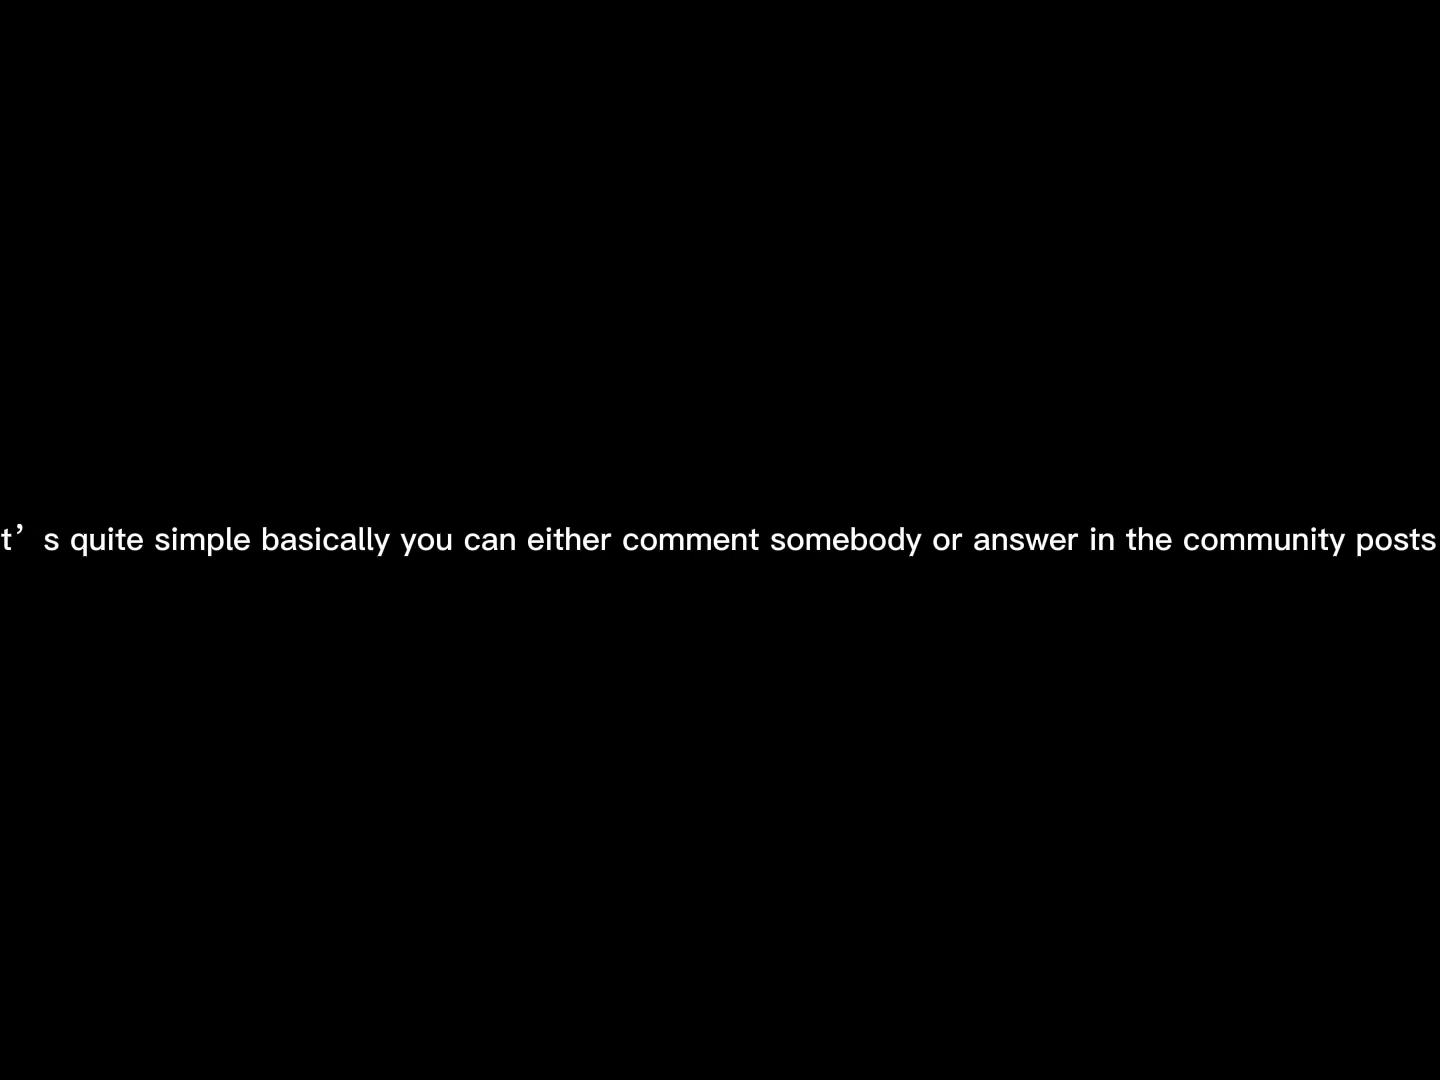 t’s quite simple basically you can either comment somebody or answer in the community posts